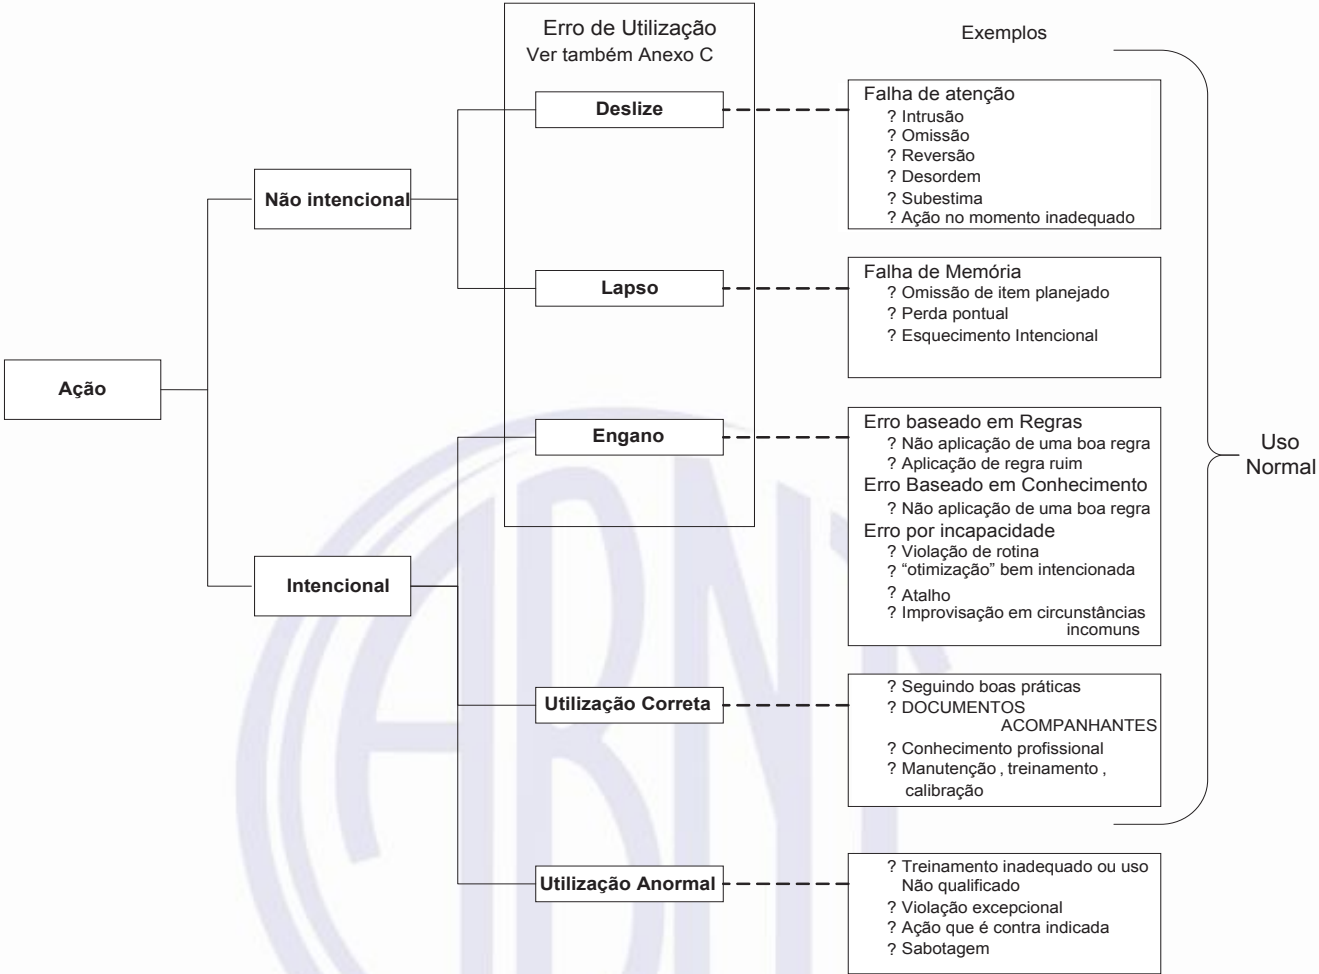 Erro de Utilização
Ver também Anexo C
Exemplos
Deslize
Falha de atenção
? Intrusão
? Omissão
? Reversão
? Desordem
? Subestima
? Ação no momento inadequado
Não intencional
Lapso
Falha de Memória
? Omissão de item planejado
? Perda pontual
? Esquecimento Intencional
Ação
Engano
Erro baseado em Regras
? Não aplicação de uma boa regra
? Aplicação de regra ruim
Erro Baseado em Conhecimento
? Não aplicação de uma boa regra
Erro por incapacidade
? Violação de rotina
? “otimização” bem intencionada
? Atalho
? Improvisação em circunstâncias
incomuns
Uso
Normal
Intencional
Utilização Correta
? Seguindo boas práticas
? DOCUMENTOS
ACOMPANHANTES
? Conhecimento profissional
? Manutenção , treinamento ,
calibração
Utilização Anormal
? Treinamento inadequado ou uso
Não qualificado
? Violação excepcional
? Ação que é contra indicada
? Sabotagem
ABNT